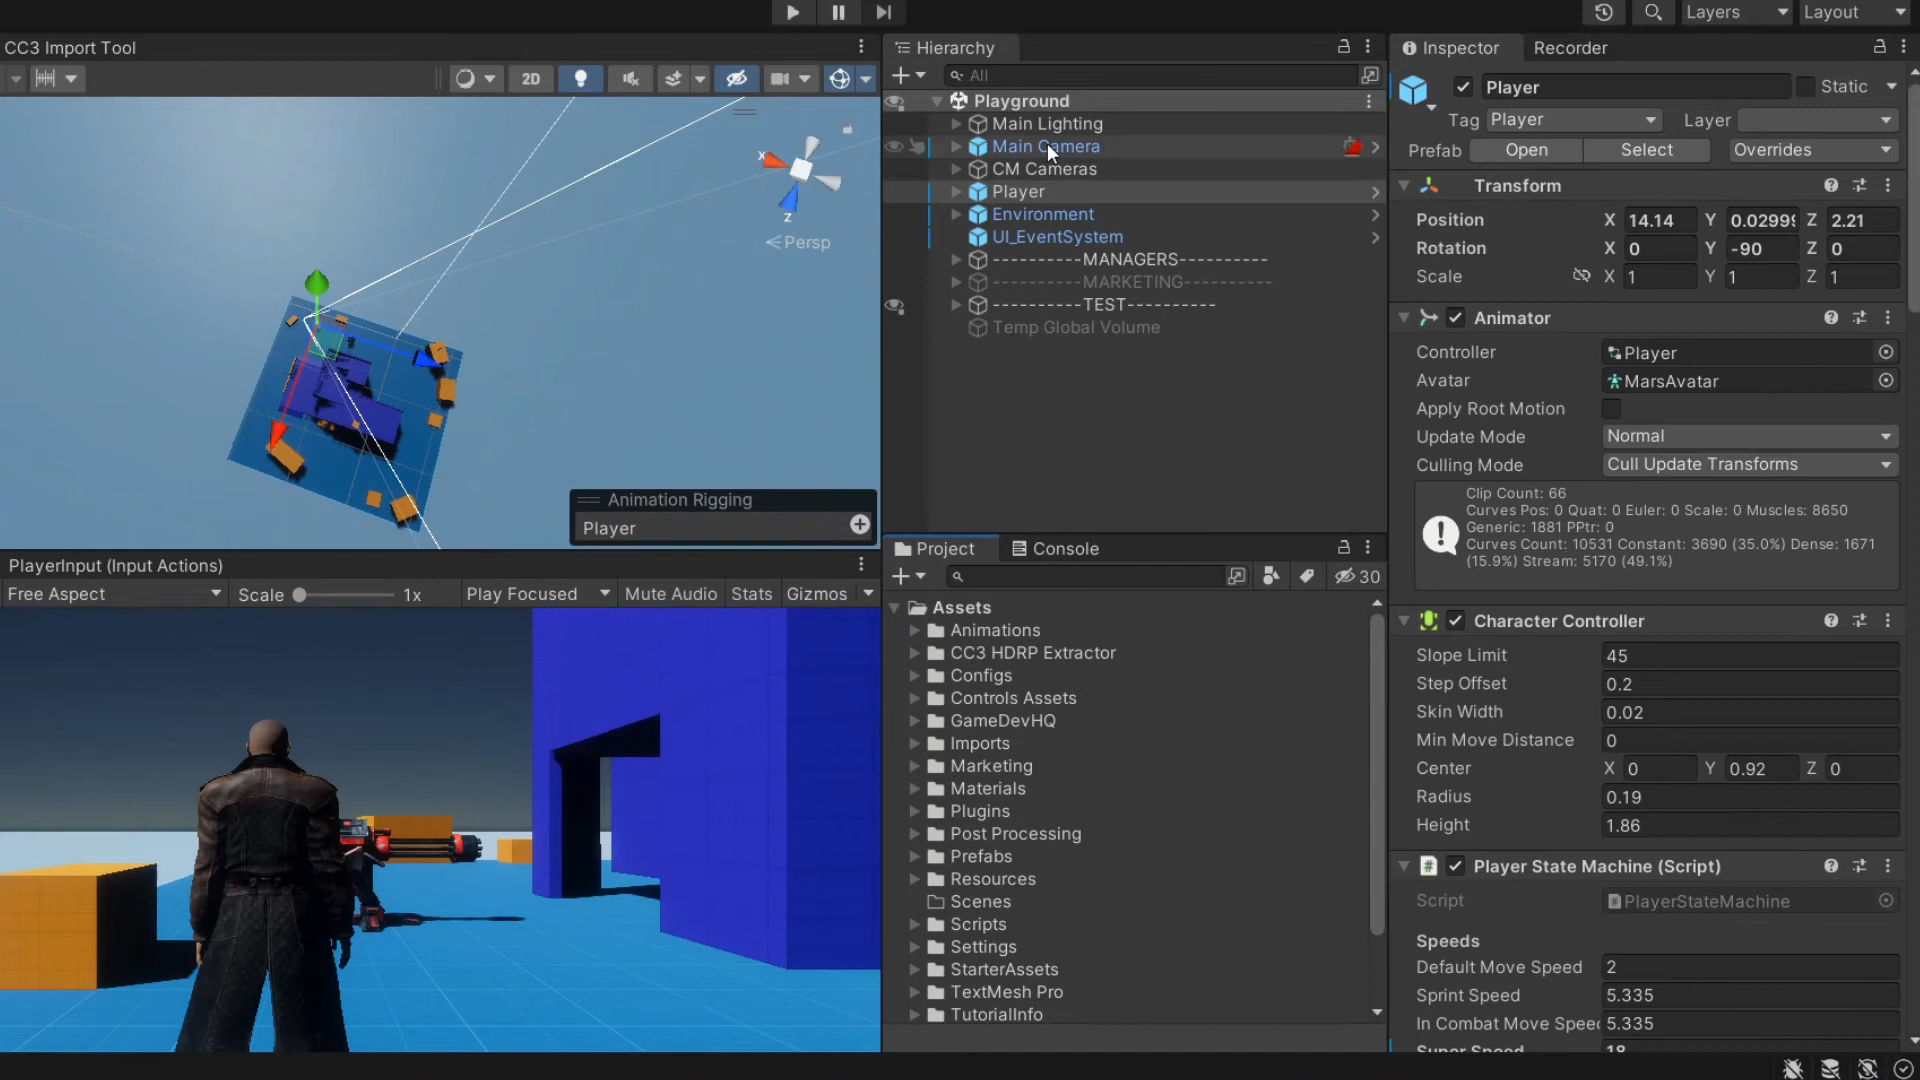 Layers
Layout
CC3 Import Tool
2D
x
z
Persp
Animation Rigging
Player
PlayerInput (Input Actions)
Free Aspect
Scale
1x
Play Focused
Mute Audio
Stats
Gizmos
Hierarchy
All
Playground
Main Lighting
Main Camera
CM Cameras
Player
Environment
UI_EventSystem
----------MANAGERS----------
----------MARKETING----------
----------TEST----------
Temp Global Volume
Project
Console
30
Assets
Animations
CC3 HDRP Extractor
Configs
Controls Assets
GameDevHQ
Imports
Marketing
Materials
Plugins
Post Processing
Prefabs
Resources
Scenes
Scripts
Settings
StarterAssets
TextMesh Pro
TutorialInfo
Inspector
Recorder
Player
Static
Tag Player Layer
Prefab Open Select Overrides
Transform
Position X 14.14 Y 0.0299 Z 2.21
Rotation X 0 Y -90 Z 0
Scale X 1 Y 1 Z 1
Animator
Controller Player
Avatar MarsAvatar
Apply Root Motion
Update Mode Normal
Culling Mode Cull Update Transforms
Clip Count: 66
Curves Pos: 0 Quat: 0 Euler: 0 Scale: 0 Muscles: 8650
Generic: 1881 PPtr: 0
Curves Count: 10531 Constant: 3690 (35.0%) Dense: 1671
(15.9%) Stream: 5170 (49.1%)
Character Controller
Slope Limit 45
Step Offset 0.2
Skin Width 0.02
Min Move Distance 0
Center X 0 Y 0.92 Z 0
Radius 0.19
Height 1.86
Player State Machine (Script)
Script PlayerStateMachine
Speeds
Default Move Speed 2
Sprint Speed 5.335
In Combat Move Speed 5.335
Super Speed 18